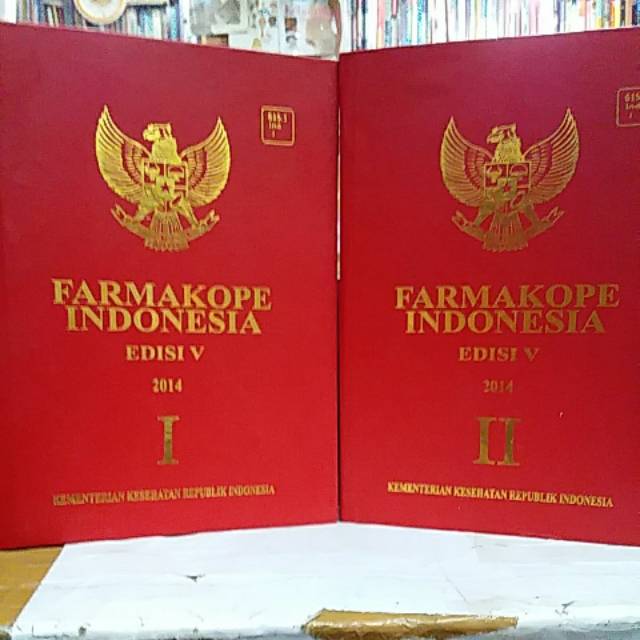 FARMAKOPE
INDONESIA
EDISI V
2014
I
KEMENTERIAN KESEHATAN REPUBLIK INDONESIA
FARMAKOPE
INDONESIA
EDISI V
2014
II
KEMENTERIAN KESEHATAN REPUBLIK INDONESIA